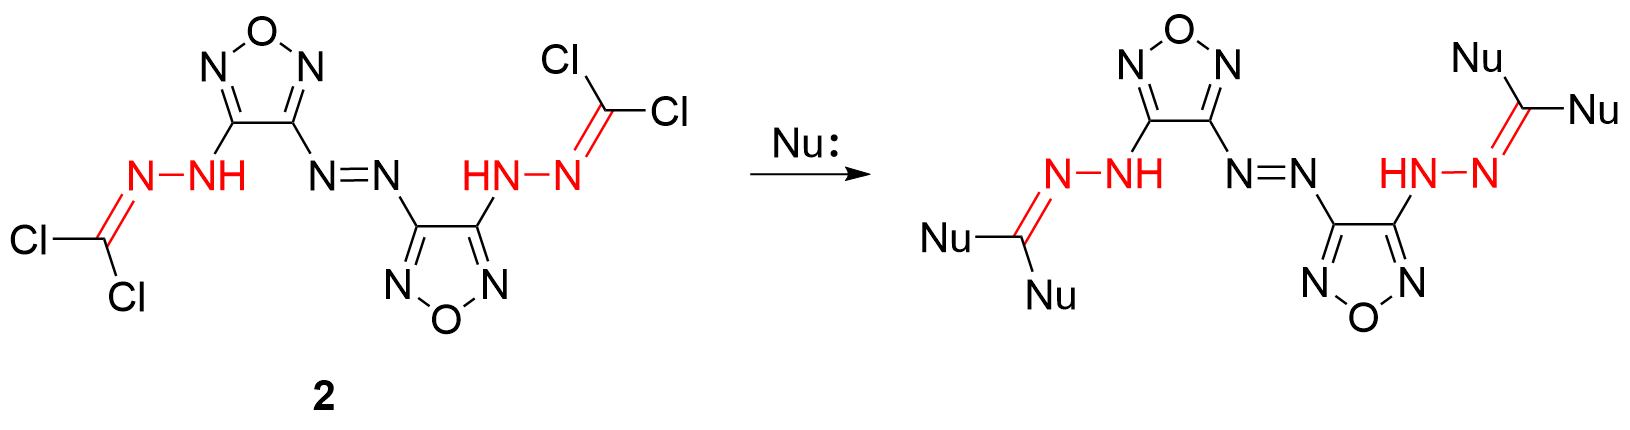 O O
N N Cl N N Nu
Cl Nu
Nu:
N NH N=N HN N N NH N=N HN N
Cl Nu
Cl N N Nu N N
O O
2